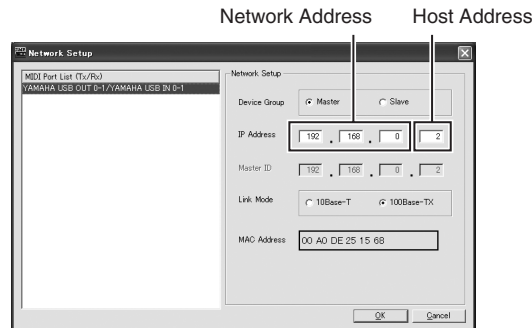 Network Address Host Address
Network Setup
MIDI Port List (Tx/Rx)
YAMAHA USB OUT 0-1/YAMAHA USB IN 0-1
Network Setup
Device Group Master Slave
IP Address 192 . 168 . 0 . 2
Master ID 192 . 168 . 0 . 2
Link Mode 10Base-T 100Base-TX
MAC Address 00 A0 DE 25 15 68
OK Cancel